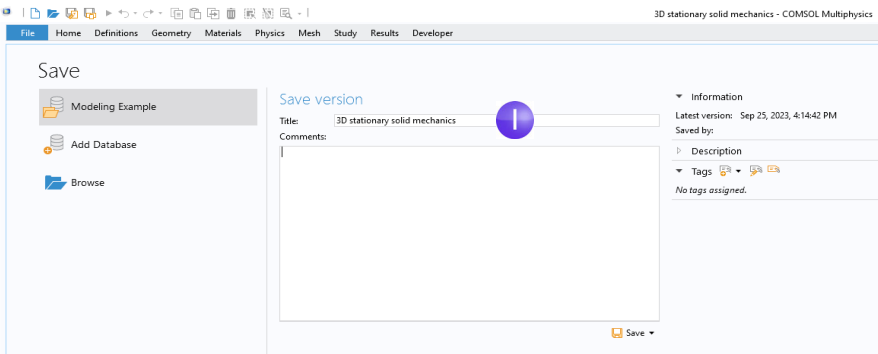 3D stationary solid mechanics - COMSOL Multiphysics
File Home Definitions Geometry Materials Physics Mesh Study Results Developer
Save
Modeling Example
Add Database
Browse
Save version
Title: 3D stationary solid mechanics
Comments:
Save
Information
Latest version: Sep 25, 2023, 4:14:42 PM
Saved by:
Description
Tags
No tags assigned.